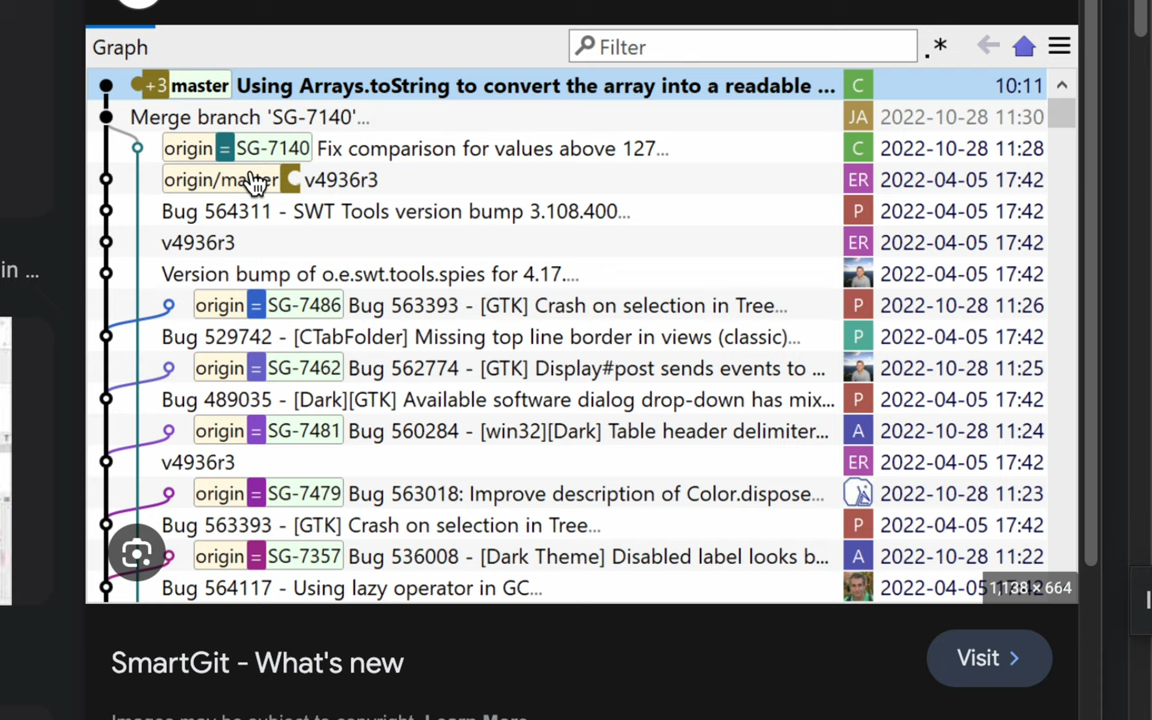 Graph Filter .*
+3 master Using Arrays.toString to convert the array into a readable ... C 10:11
Merge branch 'SG-7140'... JA 2022-10-28 11:30
origin = SG-7140 Fix comparison for values above 127... C 2022-10-28 11:28
origin/master v4936r3 ER 2022-04-05 17:42
in ... Bug 564311 - SWT Tools version bump 3.108.400... P 2022-04-05 17:42
v4936r3 ER 2022-04-05 17:42
Version bump of o.e.swt.tools.spies for 4.17.... 2022-04-05 17:42
origin = SG-7486 Bug 563393 - [GTK] Crash on selection in Tree... P 2022-10-28 11:26
Bug 529742 - [CTabFolder] Missing top line border in views (classic)... P 2022-04-05 17:42
origin = SG-7462 Bug 562774 - [GTK] Display#post sends events to ... 2022-10-28 11:25
Bug 489035 - [Dark][GTK] Available software dialog drop-down has mix... P 2022-04-05 17:42
origin = SG-7481 Bug 560284 - [win32][Dark] Table header delimiter... A 2022-10-28 11:24
v4936r3 ER 2022-04-05 17:42
origin = SG-7479 Bug 563018: Improve description of Color.dispose... 2022-10-28 11:23
Bug 563393 - [GTK] Crash on selection in Tree... P 2022-04-05 17:42
origin = SG-7357 Bug 536008 - [Dark Theme] Disabled label looks b... A 2022-10-28 11:22
Bug 564117 - Using lazy operator in GC... 2022-04-05 17:42
1,138 × 664
SmartGit - What's new Visit
Images may be subject to copyright. Learn More